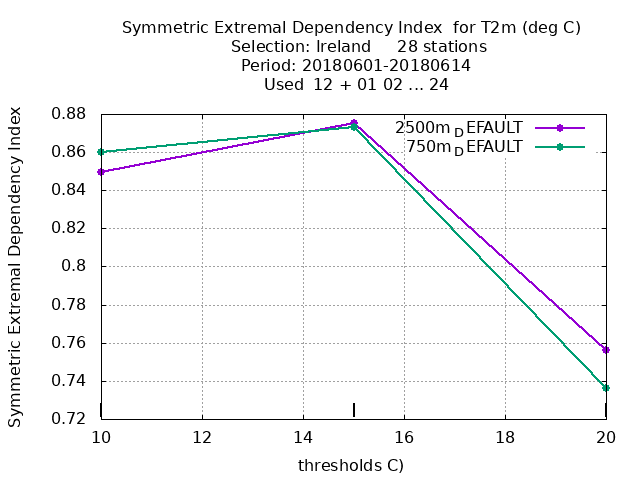 Symmetric Extremal Dependency Index  for T2m (deg C)
Selection: Ireland     28 stations
Period: 20180601-20180614
Used  12 + 01 02 ... 24
Symmetric Extremal Dependency Index
0.88
0.86
0.84
0.82
0.8
0.78
0.76
0.74
0.72
2500m_DEFAULT
750m_DEFAULT
10 12 14 16 18 20
thresholds C)